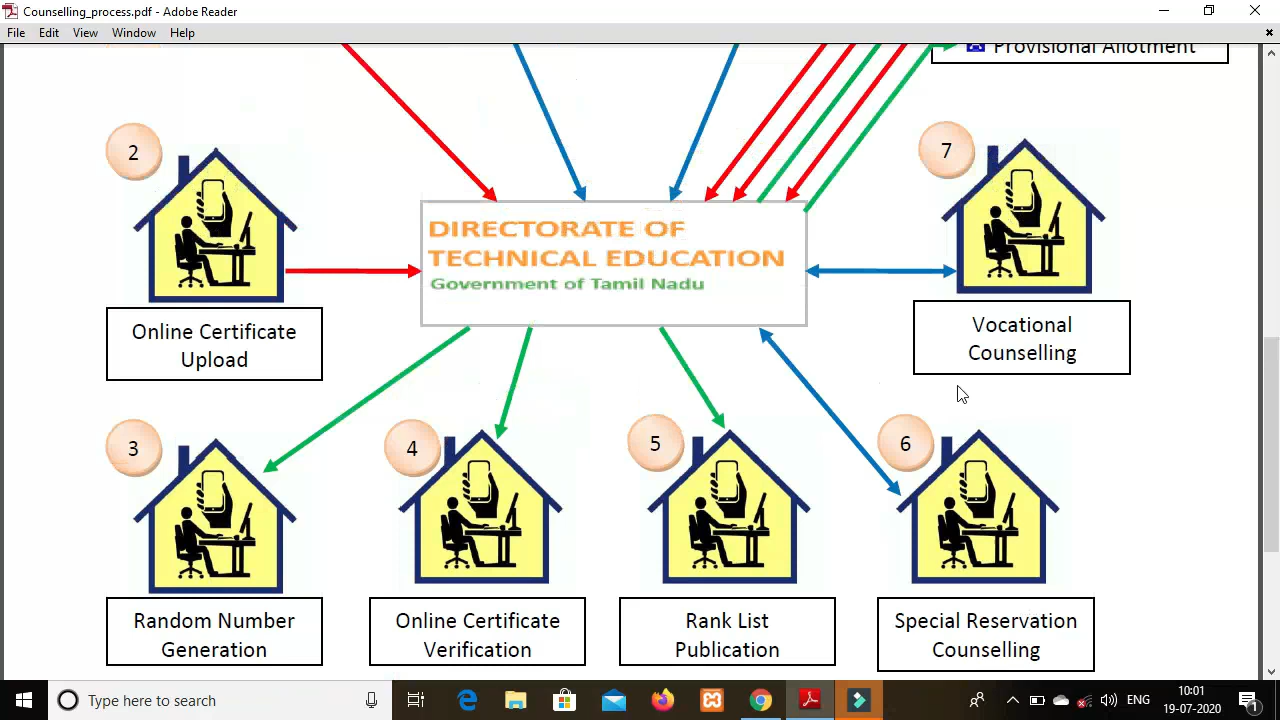 Counselling_process.pdf - Adobe Reader
File Edit View Window Help
Provisional Allotment
2
7
DIRECTORATE OF
TECHNICAL EDUCATION
Government of Tamil Nadu
Online Certificate
Upload
Vocational
Counselling
3
4
5
6
Random Number
Generation
Online Certificate
Verification
Rank List
Publication
Special Reservation
Counselling
Type here to search
ENG
10:01
19-07-2020
1